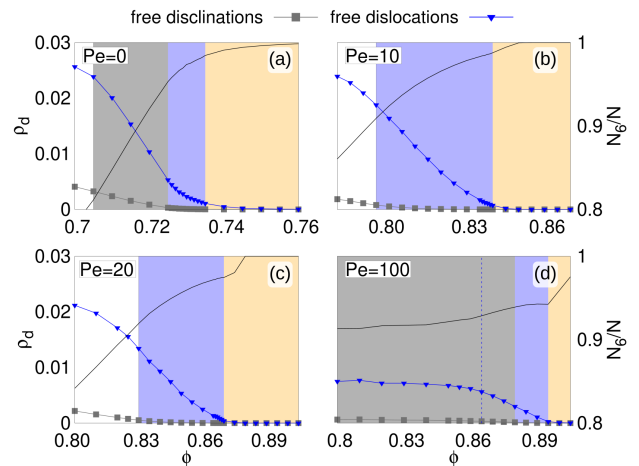 free disclinations free dislocations
0.03 Pe=0 (a) Pe=10 (b) 1
0.02
ρd 0.9 N6/N
0.01
0 0.8
0.7 0.72 0.74 0.76 0.80 0.83 0.86
0.03 Pe=20 (c) Pe=100 (d) 1
0.02
ρd 0.9 N6/N
0.01
0 0.8
0.80 0.83 0.86 0.89 0.8 0.83 0.86 0.89
ϕ ϕ